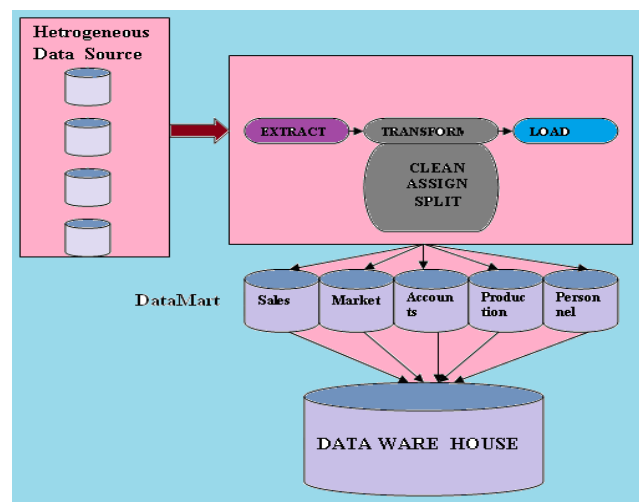 Hetrogeneous
Data Source
EXTRACT
TRANSFORM
LOAD
CLEAN
ASSIGN
SPLIT
DataMart
Sales
Market
Accoun
ts
Produc
tion
Person
nel
DATA WARE HOUSE